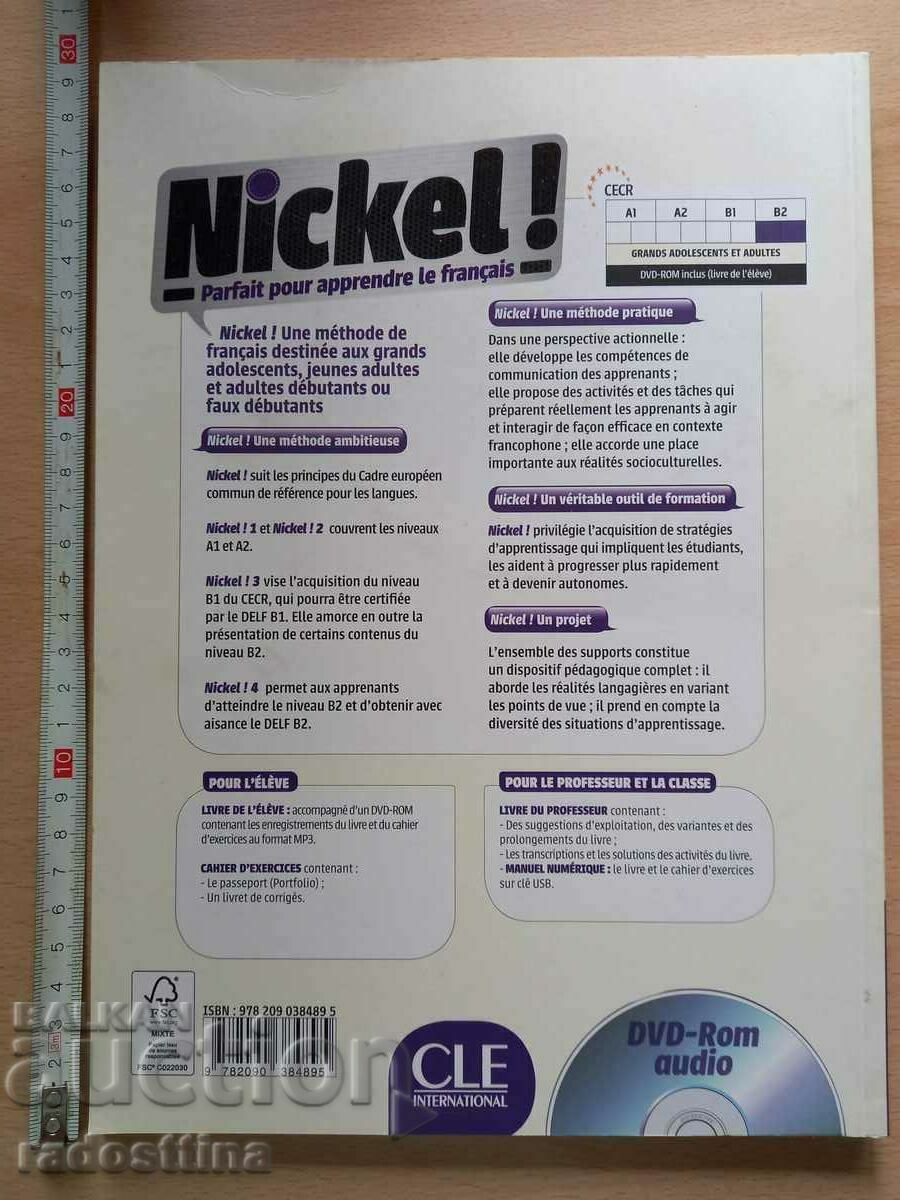 Nickel !
Parfait pour apprendre le français
CECR
A1 A2 B1 B2
GRANDS ADOLESCENTS ET ADULTES
DVD-ROM inclus (livre de l'élève)
Nickel ! Une méthode de
français destinée aux grands
adolescents, jeunes adultes
et adultes débutants ou
faux débutants
Nickel ! Une méthode ambitieuse
Nickel ! suit les principes du Cadre européen
commun de référence pour les langues.
Nickel ! 1 et Nickel ! 2 couvrent les niveaux
A1 et A2.
Nickel ! 3 vise l'acquisition du niveau
B1 du CECR, qui pourra être certifiée
par le DELF B1. Elle amorce en outre la
présentation de certains contenus du
niveau B2.
Nickel ! 4 permet aux apprenants
d'atteindre le niveau B2 et d'obtenir avec
aisance le DELF B2.
Nickel ! Une méthode pratique
Dans une perspective actionnelle :
elle développe les compétences de
communication des apprenants ;
elle propose des activités et des tâches qui
préparent réellement les apprenants à agir
et interagir de façon efficace en contexte
francophone ; elle accorde une place
importante aux réalités socioculturelles.
Nickel ! Un véritable outil de formation
Nickel ! privilégie l'acquisition de stratégies
d'apprentissage qui impliquent les étudiants,
les aident à progresser plus rapidement
et à devenir autonomes.
Nickel ! Un projet
L'ensemble des supports constitue
un dispositif pédagogique complet : il
aborde les réalités langagières en variant
les points de vue ; il prend en compte la
diversité des situations d'apprentissage.
POUR L'ÉLÈVE
LIVRE DE L'ÉLÈVE : accompagné d'un DVD-ROM
contenant les enregistrements du livre et du cahier
d'exercices au format MP3.
CAHIER D'EXERCICES contenant :
- Le passeport (Portfolio) ;
- Un livret de corrigés.
POUR LE PROFESSEUR ET LA CLASSE
LIVRE DU PROFESSEUR contenant :
- Des suggestions d'exploitation, des variantes et des
prolongements du livre ;
- Les transcriptions et les solutions des activités du livre.
- MANUEL NUMÉRIQUE : le livre et le cahier d'exercices
sur clé USB.
FSC
www.fsc.org
MIXTE
Papier issu
de sources
responsables
FSC® C022030
ISBN : 978 209 038489 5
9 782090 384895
CLE
INTERNATIONAL
DVD-Rom
audio
BALKAN
auction
radosttina